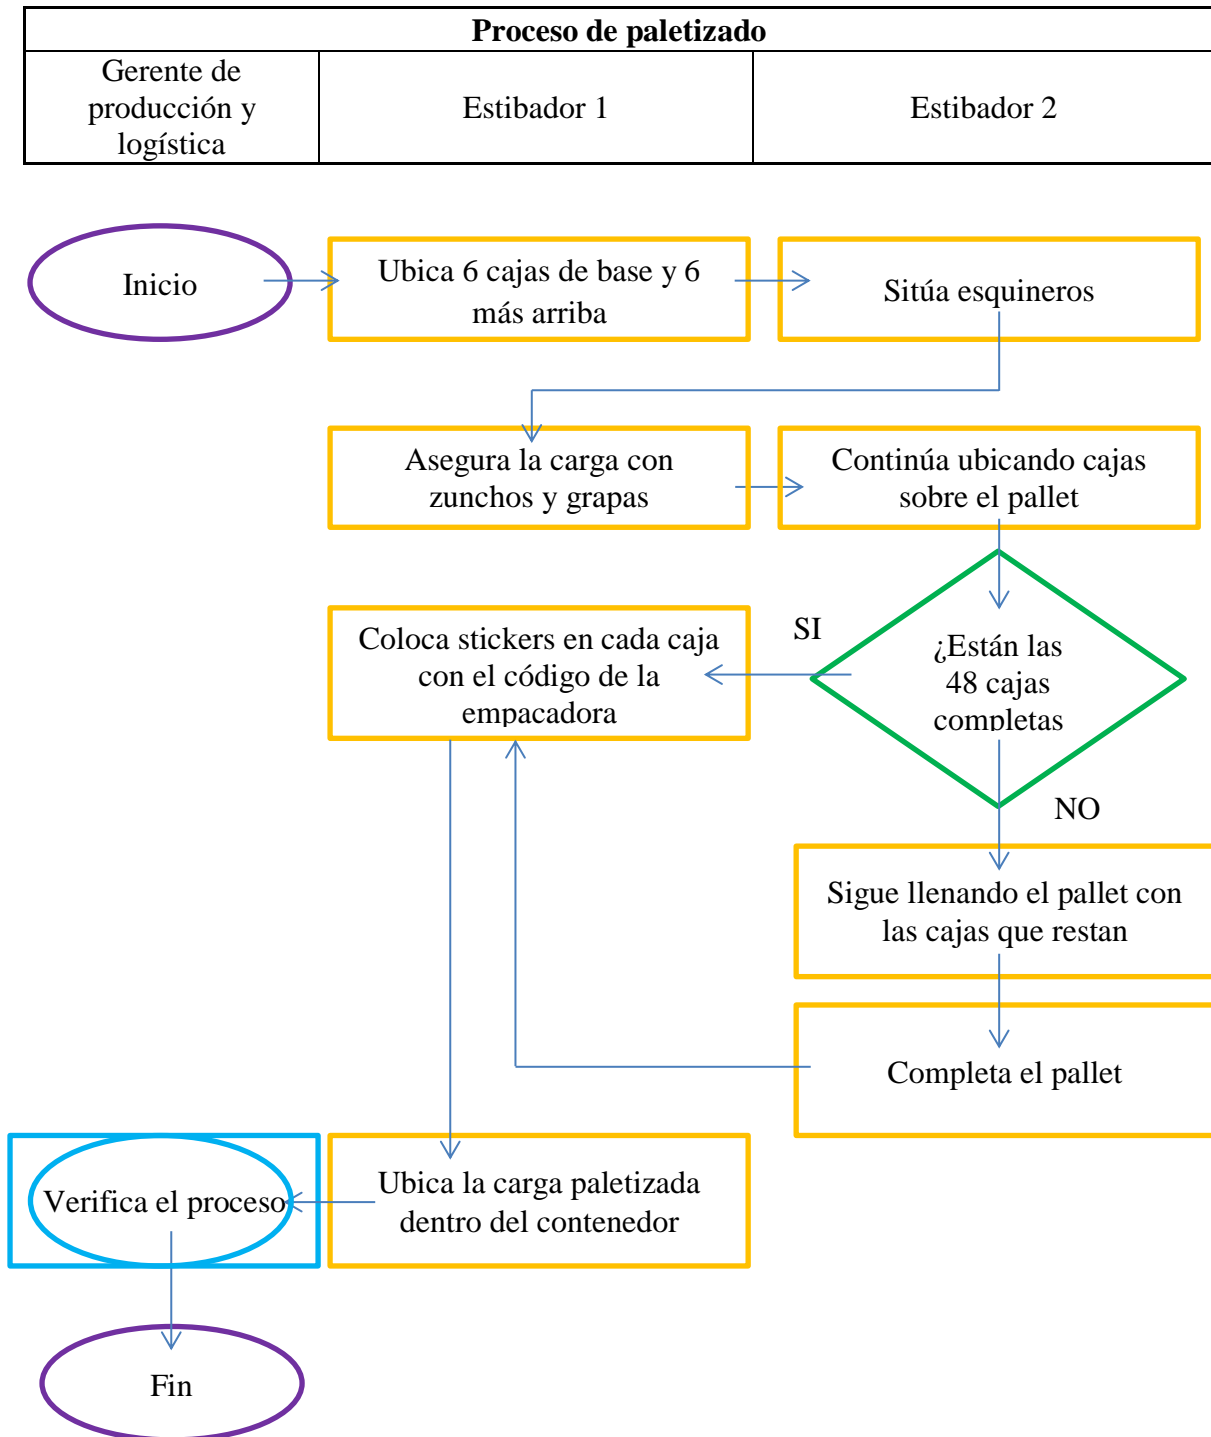 Proceso de paletizado
Gerente de
producción y
logística
Estibador 1
Estibador 2
Inicio
Ubica 6 cajas de base y 6
más arriba
Sitúa esquineros
Asegura la carga con
zunchos y grapas
Continúa ubicando cajas
sobre el pallet
Coloca stickers en cada caja
con el código de la
empacadora
SI
¿Están las
48 cajas
completas
NO
Sigue llenando el pallet con
las cajas que restan
Completa el pallet
Verifica el proceso
Ubica la carga paletizada
dentro del contenedor
Fin